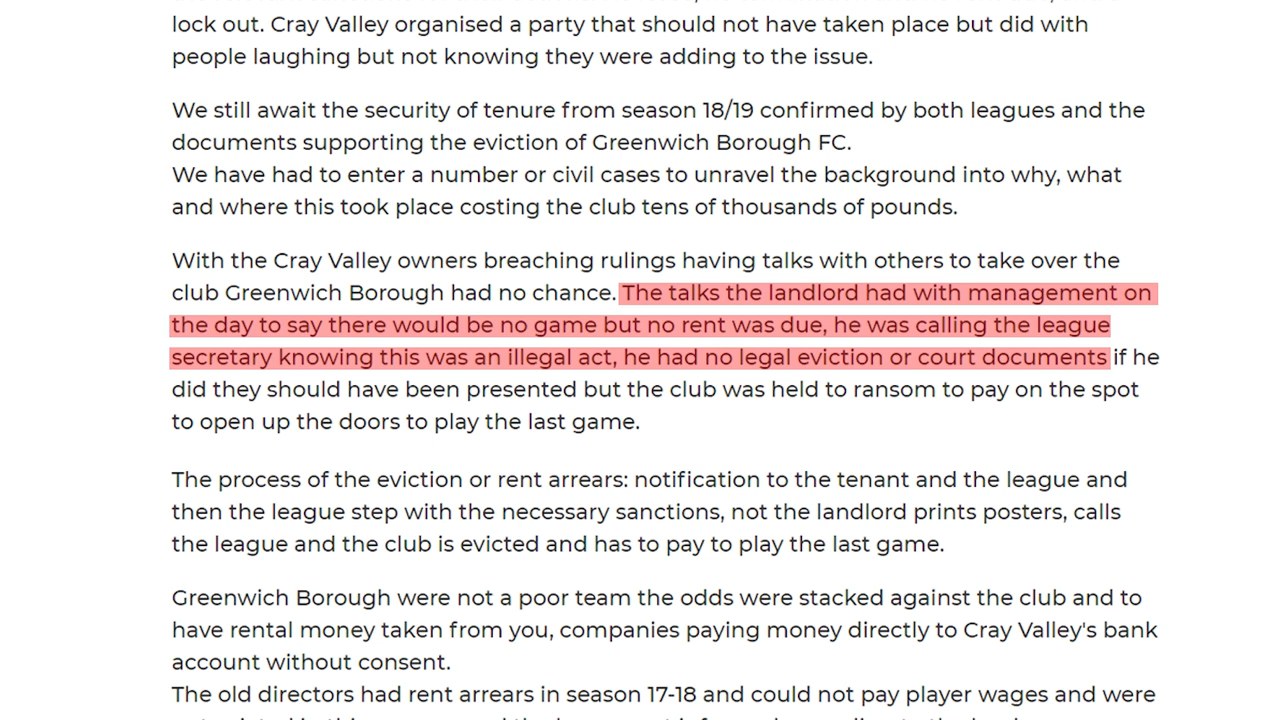 lock out. Cray Valley organised a party that should not have taken place but did with
people laughing but not knowing they were adding to the issue.
We still await the security of tenure from season 18/19 confirmed by both leagues and the
documents supporting the eviction of Greenwich Borough FC.
We have had to enter a number or civil cases to unravel the background into why, what
and where this took place costing the club tens of thousands of pounds.
With the Cray Valley owners breaching rulings having talks with others to take over the
club Greenwich Borough had no chance. The talks the landlord had with management on
the day to say there would be no game but no rent was due, he was calling the league
secretary knowing this was an illegal act, he had no legal eviction or court documents if he
did they should have been presented but the club was held to ransom to pay on the spot
to open up the doors to play the last game.
The process of the eviction or rent arrears: notification to the tenant and the league and
then the league step with the necessary sanctions, not the landlord prints posters, calls
the league and the club is evicted and has to pay to play the last game.
Greenwich Borough were not a poor team the odds were stacked against the club and to
have rental money taken from you, companies paying money directly to Cray Valley's bank
account without consent.
The old directors had rent arrears in season 17-18 and could not pay player wages and were